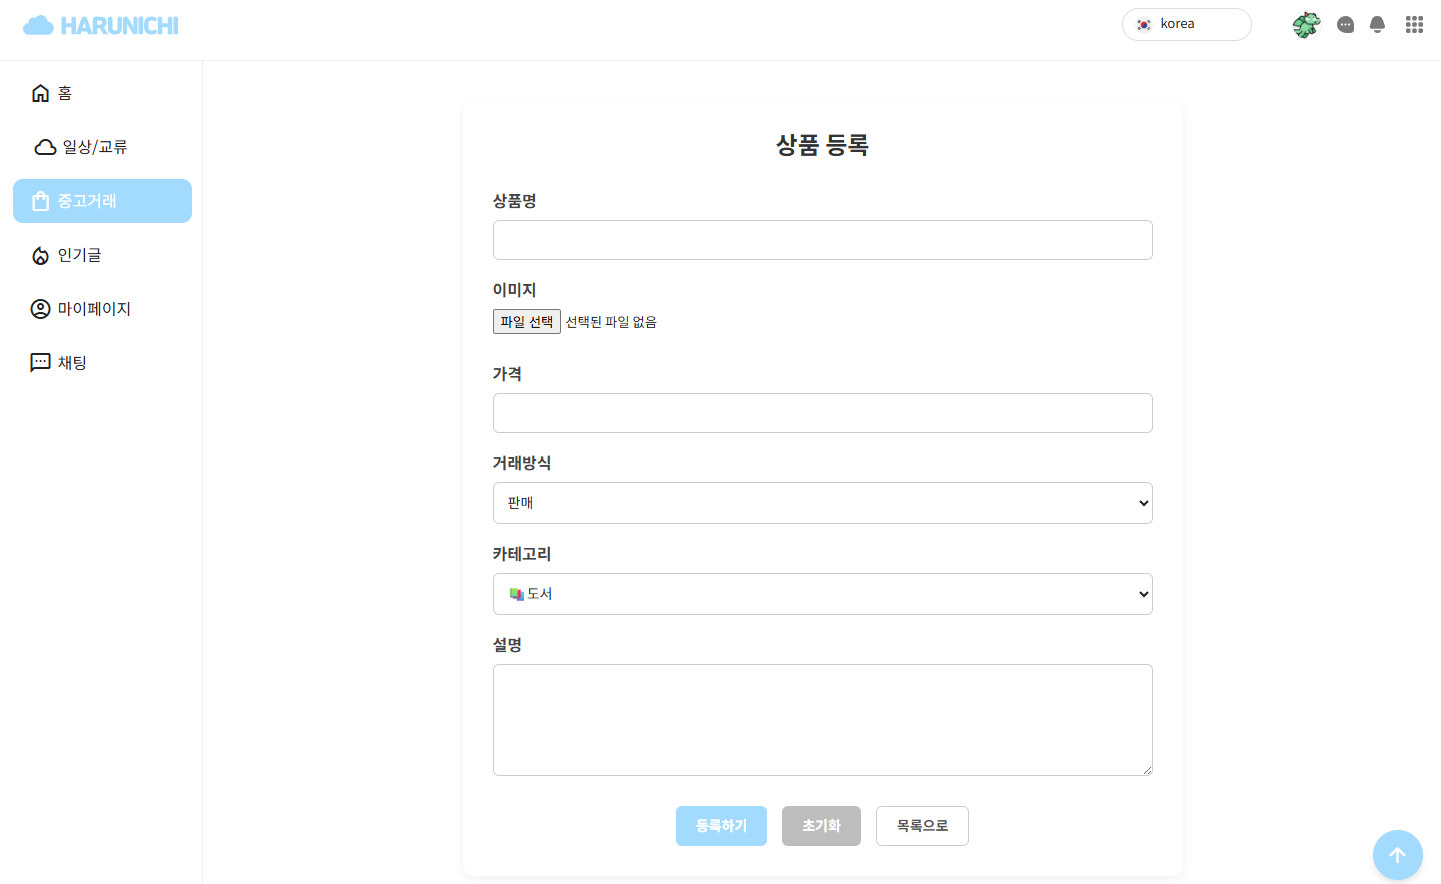 HARUNICHI
korea
홈
일상/교류
중고거래
인기글
마이페이지
채팅
상품 등록
상품명
이미지
파일 선택 선택된 파일 없음
가격
거래방식
판매
카테고리
도서
설명
등록하기 초기화 목록으로